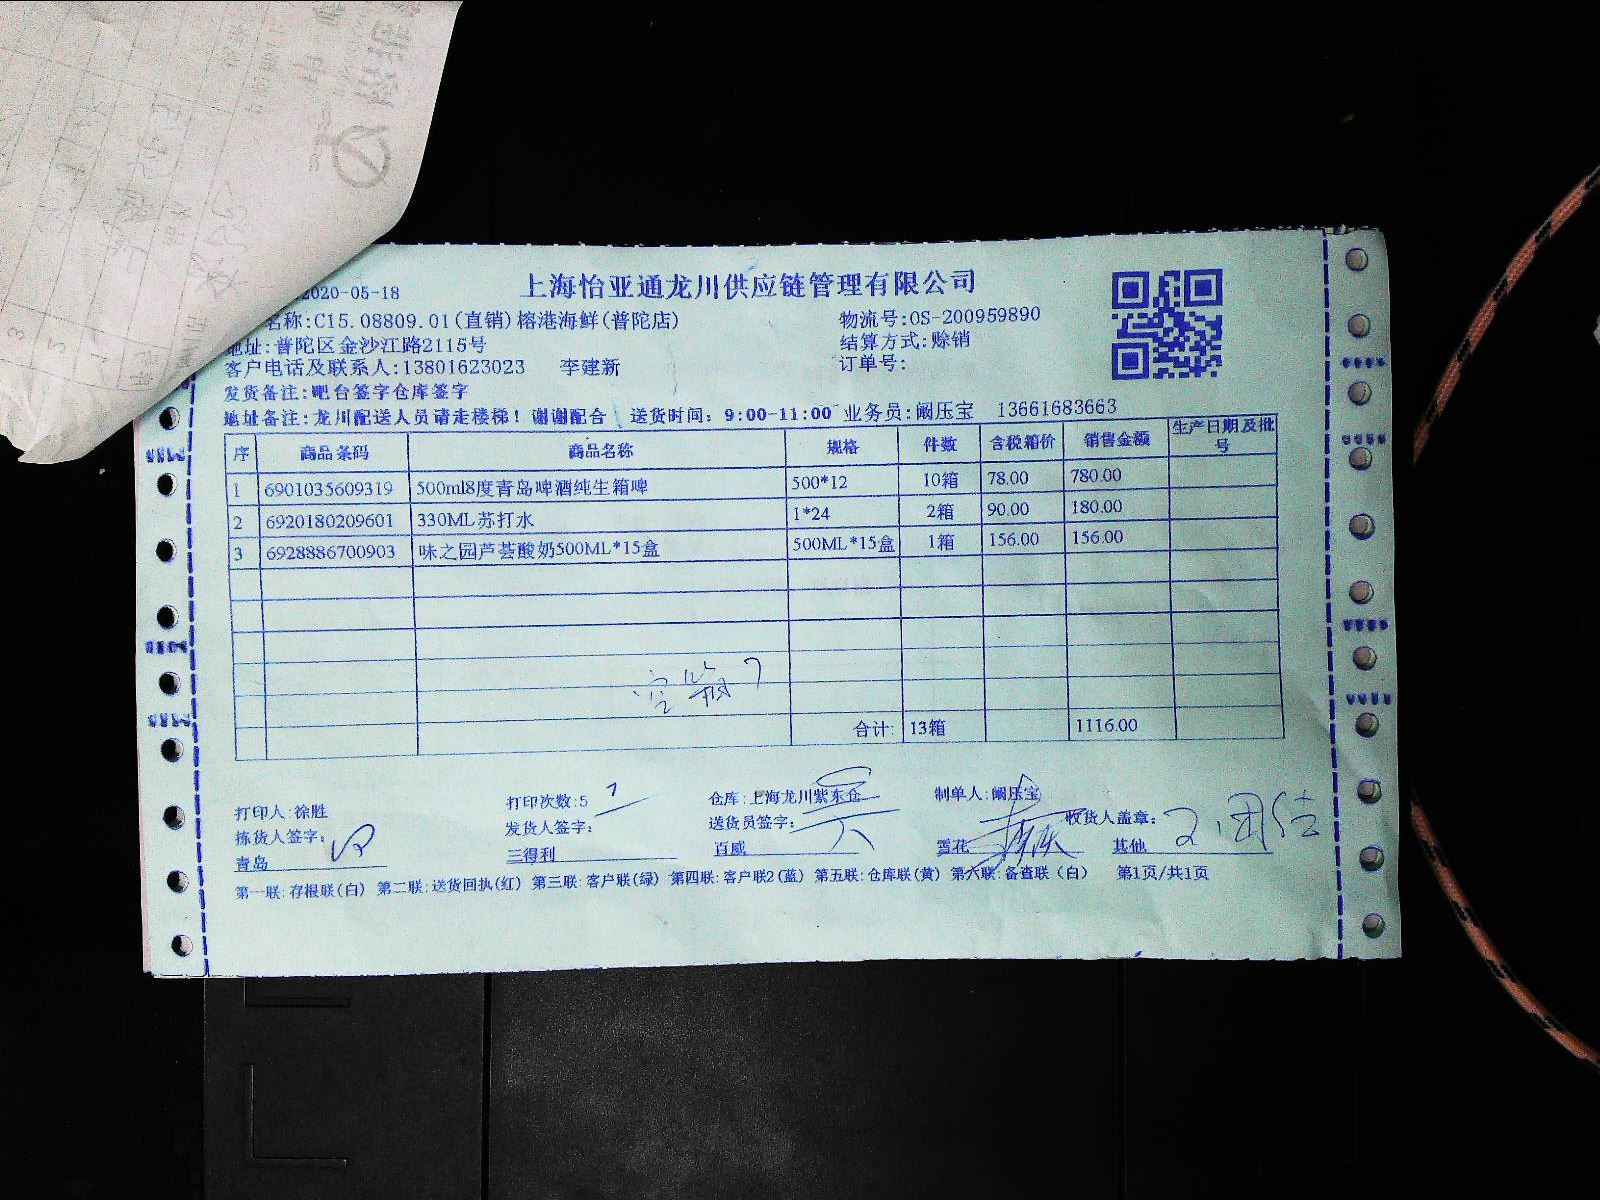 2020-05-18
上海怡亚通龙川供应链管理有限公司
名称:C15.08809.01(直销)榕港海鲜(普陀店)
物流号:OS-200959890
地址:普陀区金沙江路2115号
结算方式:赊销
客户电话及联系人:13801623023 李建新
订单号:
发货备注:吧台签字仓库签字
地址备注:龙川配送人员请走楼梯! 谢谢配合 送货时间: 9:00-11:00 业务员:阚压宝 13661683663
序 商品条码 商品名称 规格 件数 含税箱价 销售金额 生产日期及批号
1 6901035609319 500ml8度青岛啤酒纯生箱啤 500*12 10箱 78.00 780.00
2 6920180209601 330ML苏打水 1*24 2箱 90.00 180.00
3 6928886700903 味之园芦荟酸奶500ML*15盒 500ML*15盒 1箱 156.00 156.00
空箱7
合计: 13箱 1116.00
打印人:徐胜 打印次数:5 仓库:上海龙川紫东仓 制单人:阚压宝
拣货人签字: 发货人签字: 送货员签字: 收货人盖章:
青岛 三得利 百威 雪花 其他
第一联:存根联(白) 第二联:送货回执(红) 第三联:客户联(绿) 第四联:客户联2(蓝) 第五联:仓库联(黄) 第六联:备查联(白) 第1页/共1页